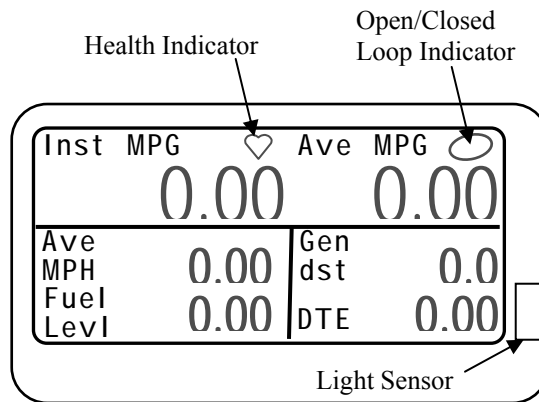 Health Indicator
Open/Closed
Loop Indicator
Inst MPG Ave MPG
0.00 0.00
Ave
MPH 0.00
Fuel
Levl 0.00
Gen
dst 0.0
DTE 0.00
Light Sensor